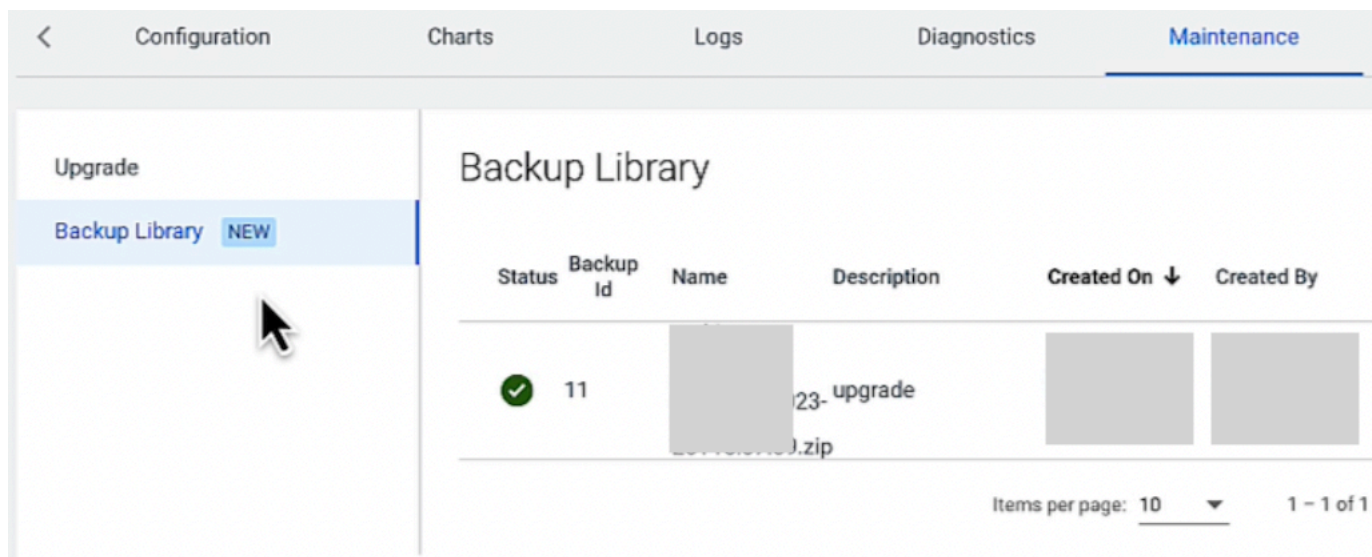 Configuration Charts Logs Diagnostics Maintenance
Upgrade
Backup Library NEW
Backup Library
Status Backup Id Name Description Created On Created By
11 23- upgrade
.zip
Items per page: 10 1 – 1 of 1